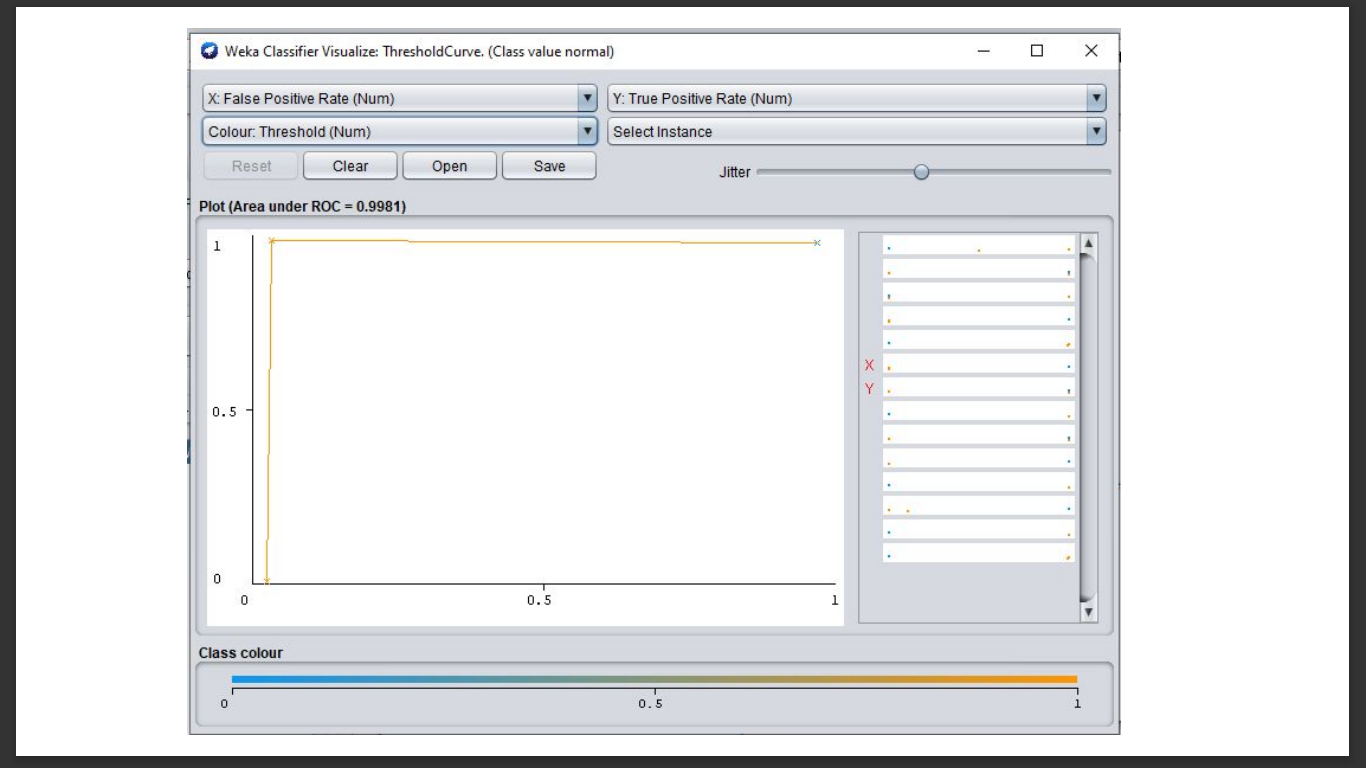 Weka Classifier Visualize: ThresholdCurve. (Class value normal)
X: False Positive Rate (Num)
Y: True Positive Rate (Num)
Colour: Threshold (Num)
Select Instance
Reset
Clear
Open
Save
Jitter
Plot (Area under ROC = 0.9981)
1
0.5
0
0
0.5
1
X
Y
Class colour
0
0.5
1